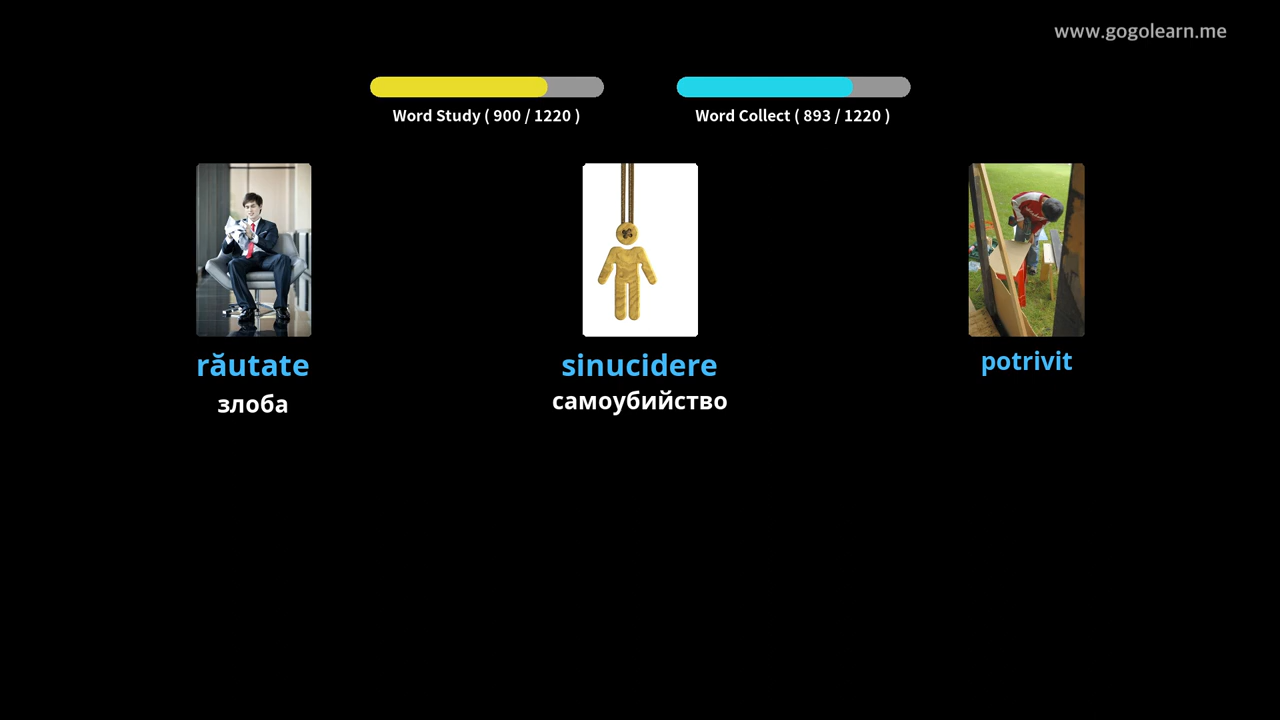 www.gogolearn.me
Word Study ( 900 / 1220 )
Word Collect ( 893 / 1220 )
răutate
sinucidere
potrivit
злоба
самоубийство